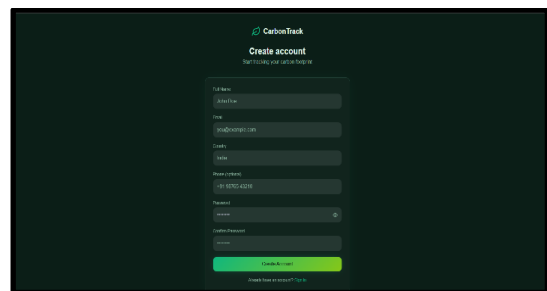 CarbonTrack
Create account
Start tracking your carbon footprint
Full Name
John Doe
Email
you@example.com
Country
India
Phone (optional)
+91 98765 43210
Password
••••••••
Confirm Password
••••••••
Create Account
Already have an account? Sign in